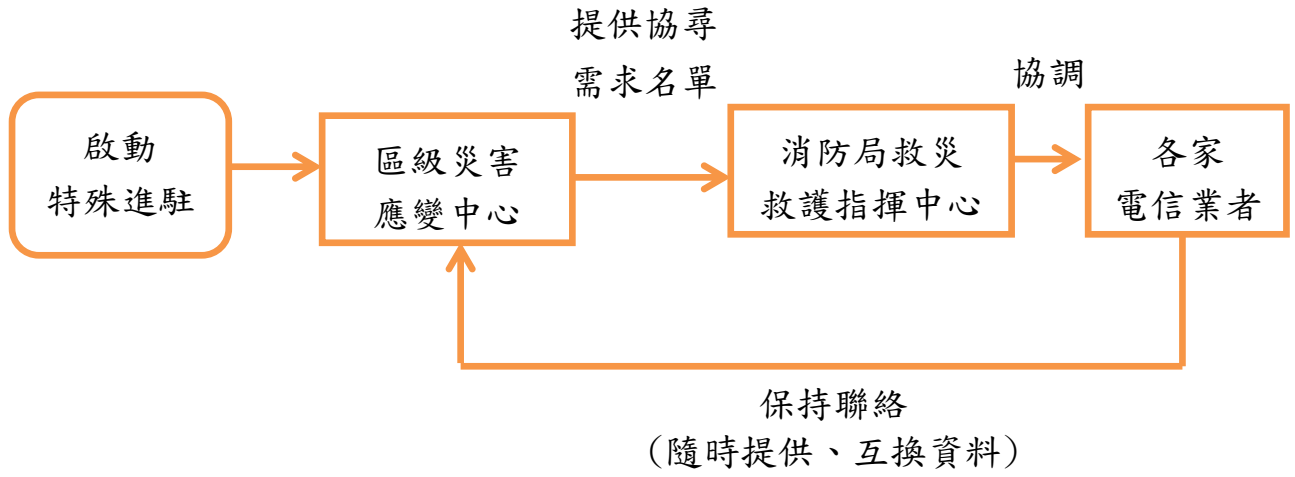 提供協尋
需求名單
協調
啟動
特殊進駐
區級災害
應變中心
消防局救災
救護指揮中心
各家
電信業者
保持聯絡
(隨時提供、互換資料)